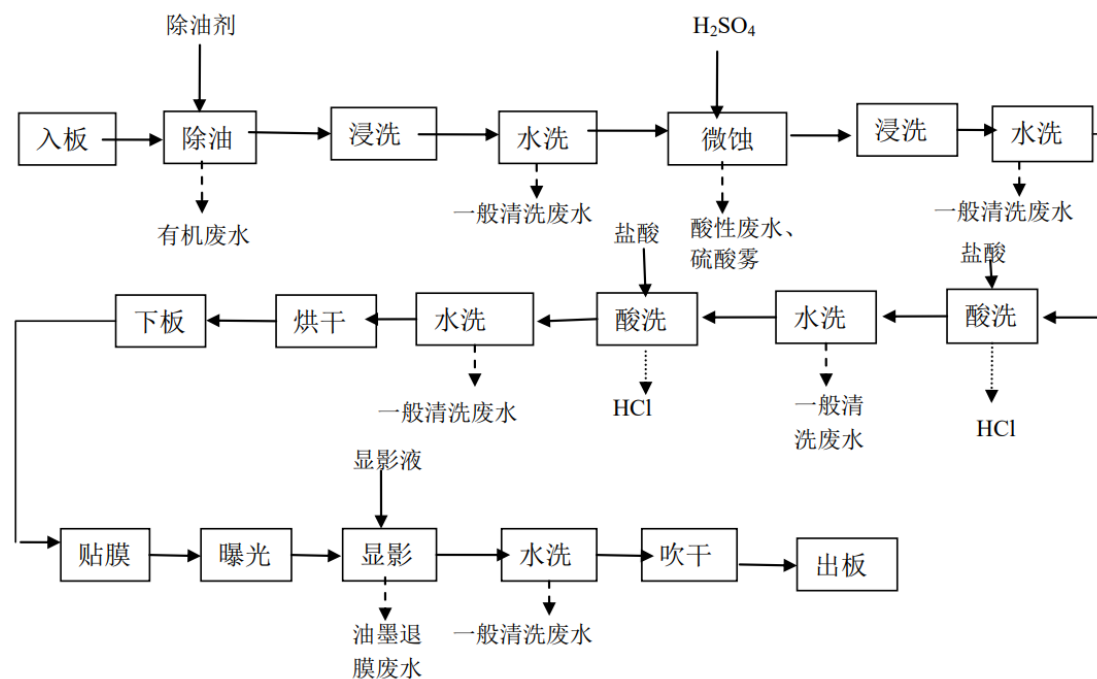 除油剂
H₂SO₄
入板
除油
浸洗
水洗
微蚀
浸洗
水洗
有机废水
一般清洗废水
酸性废水、
硫酸雾
一般清洗废水
盐酸
盐酸
下板
烘干
水洗
酸洗
水洗
酸洗
一般清洗废水
HCl
一般清
洗废水
HCl
显影液
贴膜
曝光
显影
水洗
吹干
出板
油墨退
膜废水
一般清洗废水